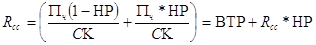 R_cc = (П_ч(1-НР)/СК + П_ч*НР/СК) = ВТР + R_cc * НР